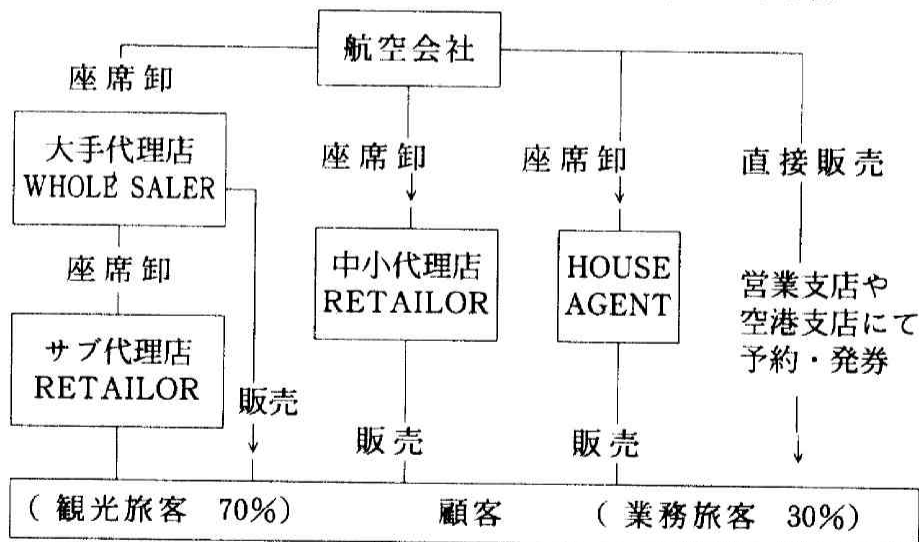 航空会社
座席卸
大手代理店
WHOLE SALER
座席卸
サブ代理店
RETAILOR
販売
座席卸
中小代理店
RETAILOR
販売
座席卸
HOUSE
AGENT
販売
直接販売
営業支店や
空港支店にて
予約・発券
(観光旅客 70%) 顧客 (業務旅客 30%)